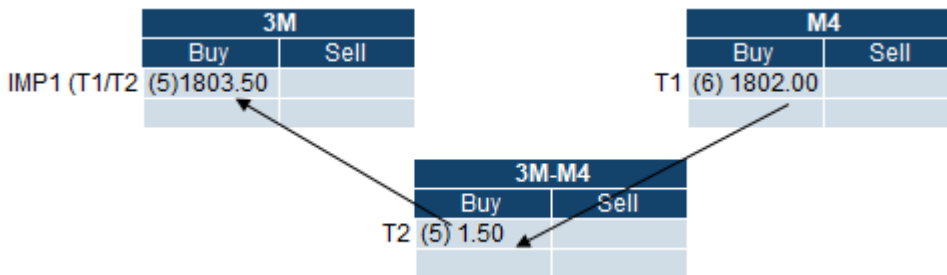 3M
Buy Sell
IMP1 (T1/T2 (5)1803.50
M4
Buy Sell
T1 (6) 1802.00
3M-M4
Buy Sell
T2 (5) 1.50